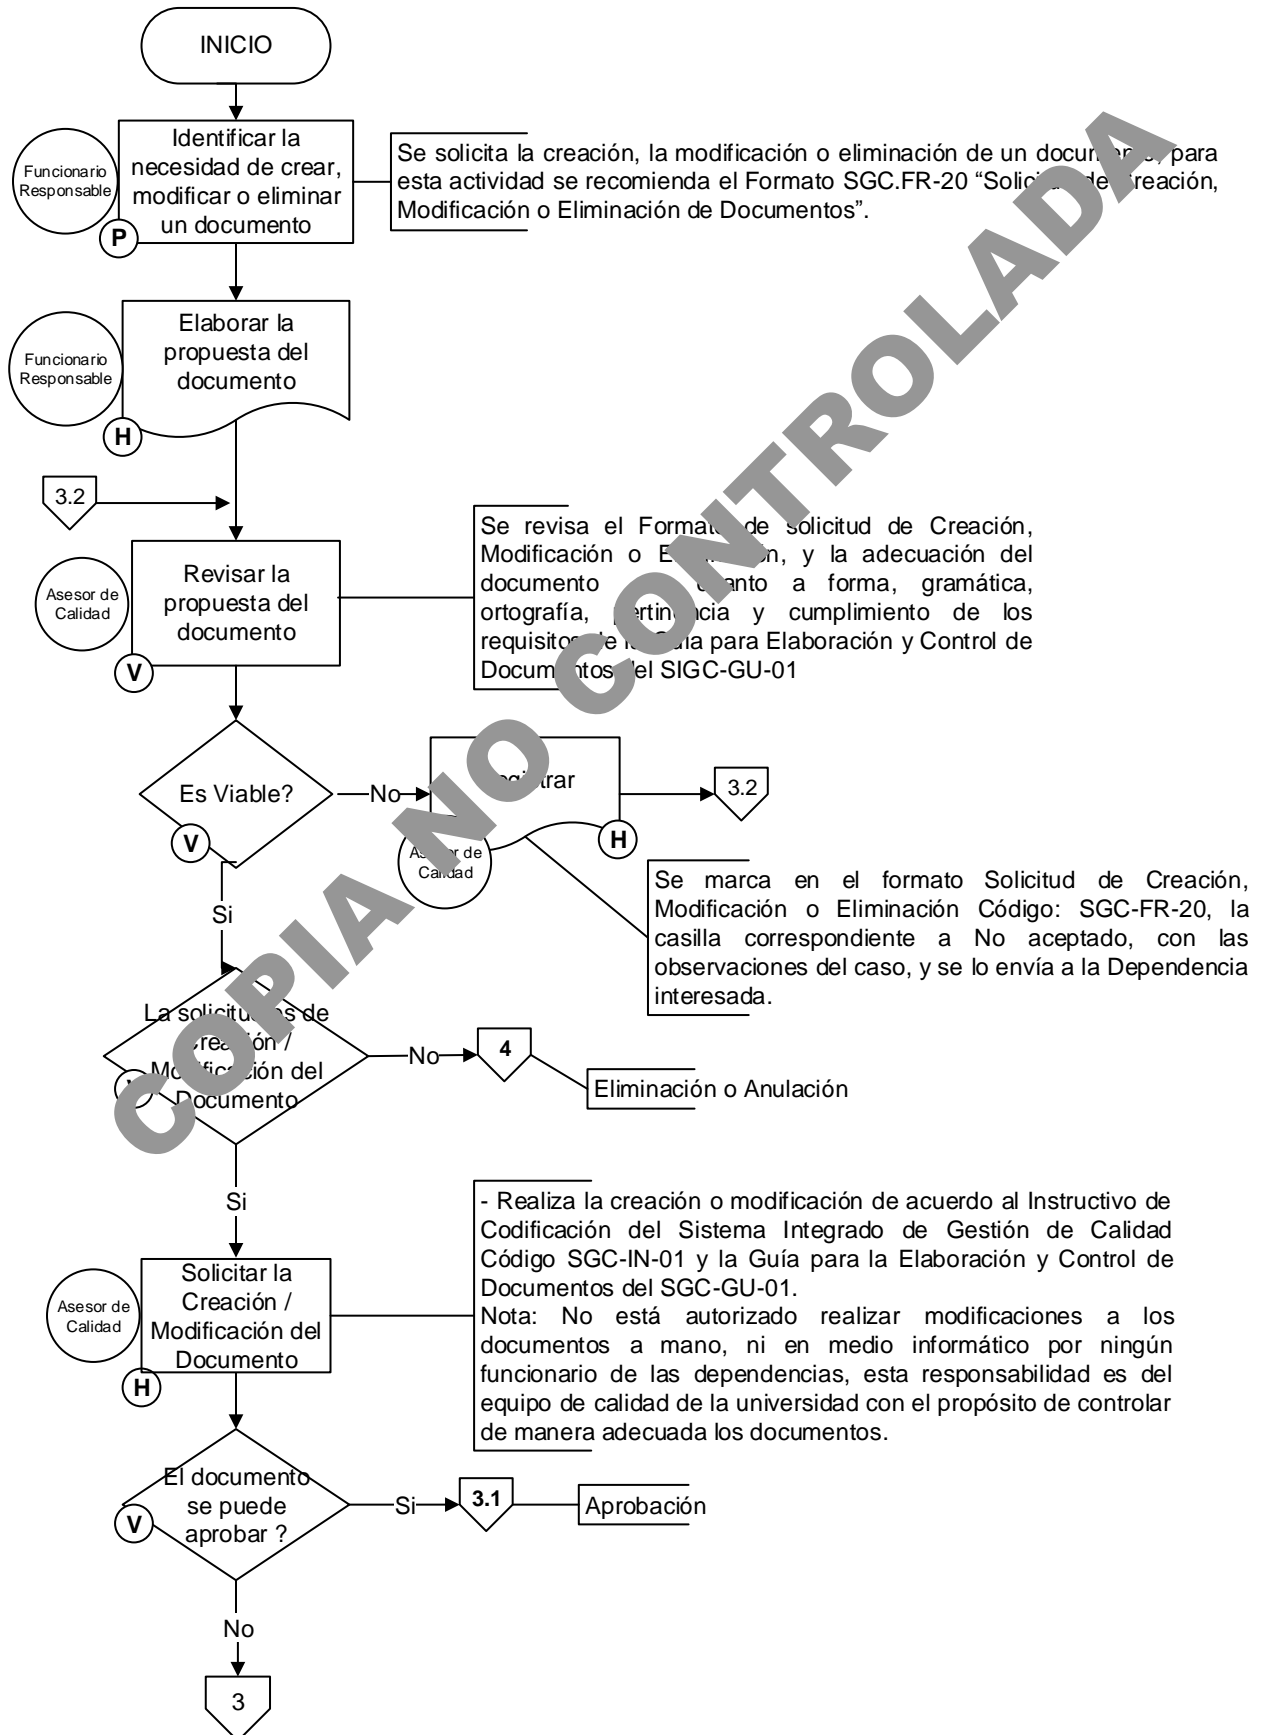 INICIO
Identificar la
necesidad de crear,
modificar o eliminar
un documento
Funcionario
Responsable
P
Se solicita la creación, la modificación o eliminación de un documento, para
esta actividad se recomienda el Formato SGC.FR-20 “Solicitud de Creación,
Modificación o Eliminación de Documentos”.
Elaborar la
propuesta del
documento
Funcionario
Responsable
H
3.2
Revisar la
propuesta del
documento
Asesor de
Calidad
V
Se revisa el Formato de solicitud de Creación,
Modificación o Eliminación, y la adecuación del
documento cuanto a forma, gramática,
ortografía, pertinencia y cumplimiento de los
requisitos de la Guía para Elaboración y Control de
Documentos del SIGC-GU-01
Es Viable?
V
No
Registrar
H
Asesor de
Calidad
3.2
Se marca en el formato Solicitud de Creación,
Modificación o Eliminación Código: SGC-FR-20, la
casilla correspondiente a No aceptado, con las
observaciones del caso, y se lo envía a la Dependencia
interesada.
Si
La solicitud es de
Creación /
Modificación del
Documento
V
No
4
Eliminación o Anulación
Si
Solicitar la
Creación /
Modificación del
Documento
Asesor de
Calidad
H
- Realiza la creación o modificación de acuerdo al Instructivo de
Codificación del Sistema Integrado de Gestión de Calidad
Código SGC-IN-01 y la Guía para la Elaboración y Control de
Documentos del SGC-GU-01.
Nota: No está autorizado realizar modificaciones a los
documentos a mano, ni en medio informático por ningún
funcionario de las dependencias, esta responsabilidad es del
equipo de calidad de la universidad con el propósito de controlar
de manera adecuada los documentos.
El documento
se puede
aprobar ?
V
Si
3.1
Aprobación
No
3
COPIA NO CONTROLADA